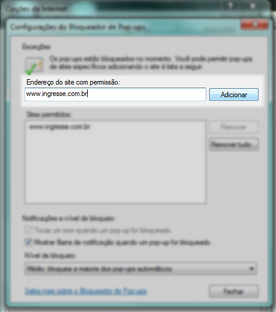 Opções da Internet
Configurações do Bloqueador de Pop-ups
Exceções
Os pop-ups estão bloqueados no momento. Você pode permitir pop-ups
de sites específicos adicionando o site à lista a seguir.
Endereço do site com permissão:
www.ingresse.com.br
Adicionar
Sites permitidos:
www.ingresse.com.br
Remover
Remover tudo...
Notificações e nível de bloqueio:
Tocar um som quando um pop-up for bloqueado.
Mostrar Barra de notificação quando um pop-up for bloqueado.
Nível de bloqueio:
Médio: bloqueia a maioria dos pop-ups automáticos
Saiba mais sobre o Bloqueador de Pop-ups
Fechar